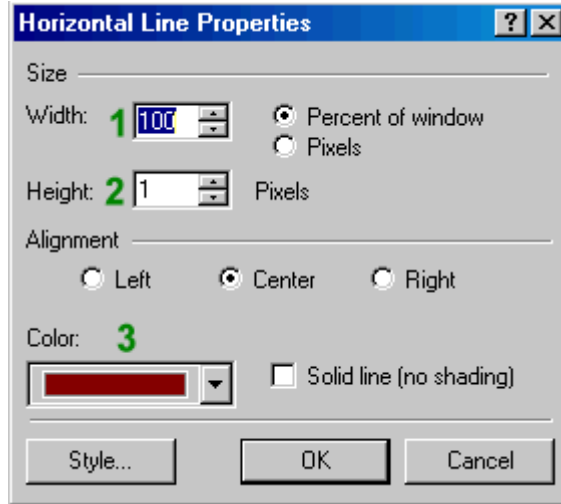 Horizontal Line Properties ? X
Size
Width: 1 100 Percent of window
Pixels
Height: 2 1 Pixels
Alignment
Left Center Right
Color: 3
Solid line (no shading)
Style... OK Cancel